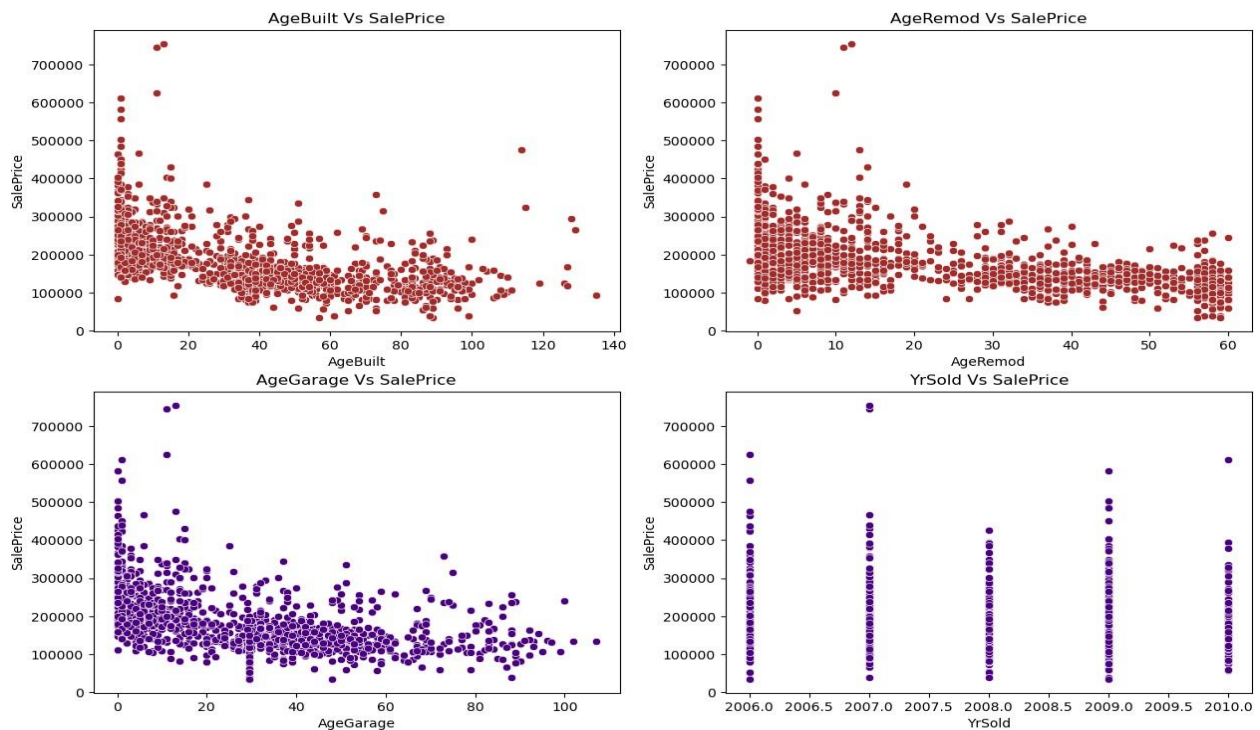 AgeBuilt Vs SalePrice
700000
600000
500000
400000
300000
200000
100000
0
SalePrice
0 20 40 60 80 100 120 140
AgeBuilt
AgeRemod Vs SalePrice
700000
600000
500000
400000
300000
200000
100000
0
SalePrice
0 10 20 30 40 50 60
AgeRemod
AgeGarage Vs SalePrice
700000
600000
500000
400000
300000
200000
100000
0
SalePrice
0 20 40 60 80 100
AgeGarage
YrSold Vs SalePrice
700000
600000
500000
400000
300000
200000
100000
0
SalePrice
2006.0 2006.5 2007.0 2007.5 2008.0 2008.5 2009.0 2009.5 2010.0
YrSold